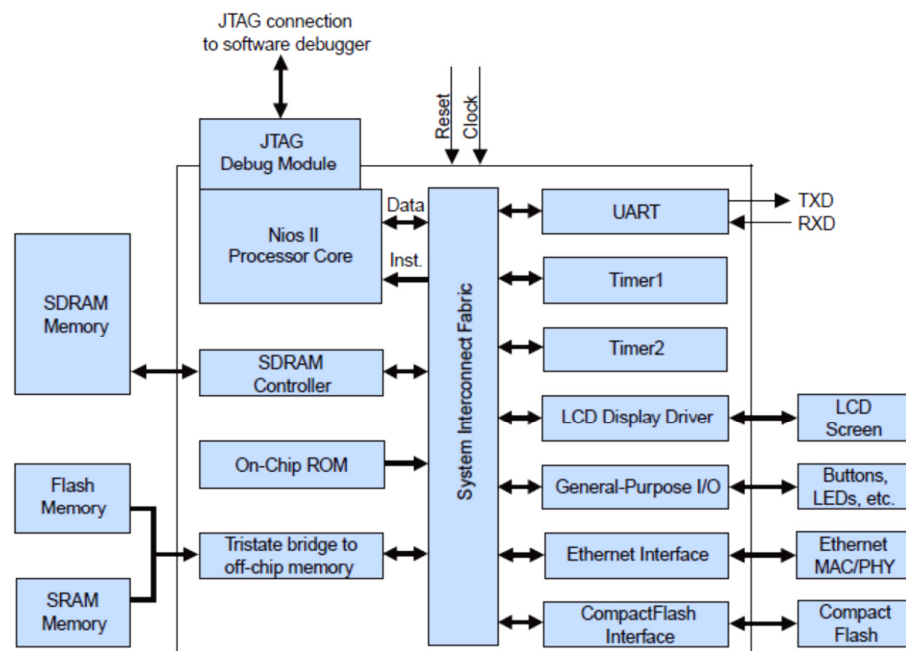 JTAG connection
to software debugger
Reset
Clock
JTAG
Debug Module
Nios II
Processor Core
Data
Inst.
System Interconnect Fabric
UART
TXD
RXD
Timer1
Timer2
SDRAM
Memory
SDRAM
Controller
LCD Display Driver
LCD
Screen
On-Chip ROM
General-Purpose I/O
Buttons,
LEDs, etc.
Flash
Memory
Tristate bridge to
off-chip memory
Ethernet Interface
Ethernet
MAC/PHY
SRAM
Memory
CompactFlash
Interface
Compact
Flash